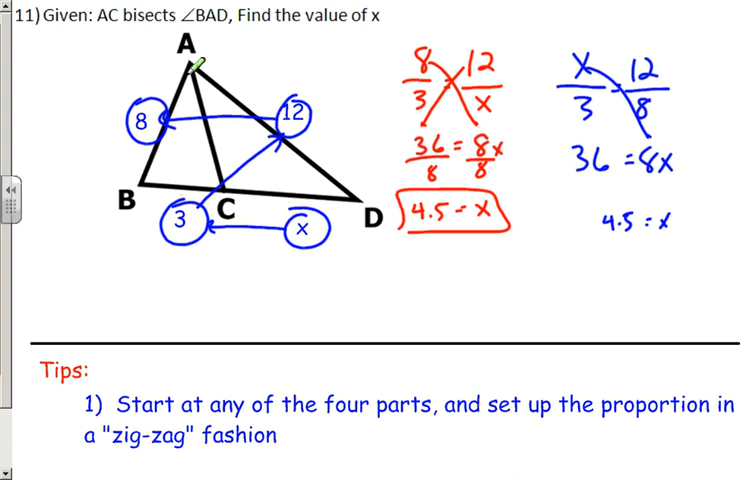 11) Given: AC bisects ∠BAD, Find the value of x
A
8
12
B
3
C
x
D
8/3 = 12/x
36/8 = 8x/8
4.5 = x
x/3 = 12/8
36 = 8x
4.5 = x
Tips:
1) Start at any of the four parts, and set up the proportion in
a "zig-zag" fashion